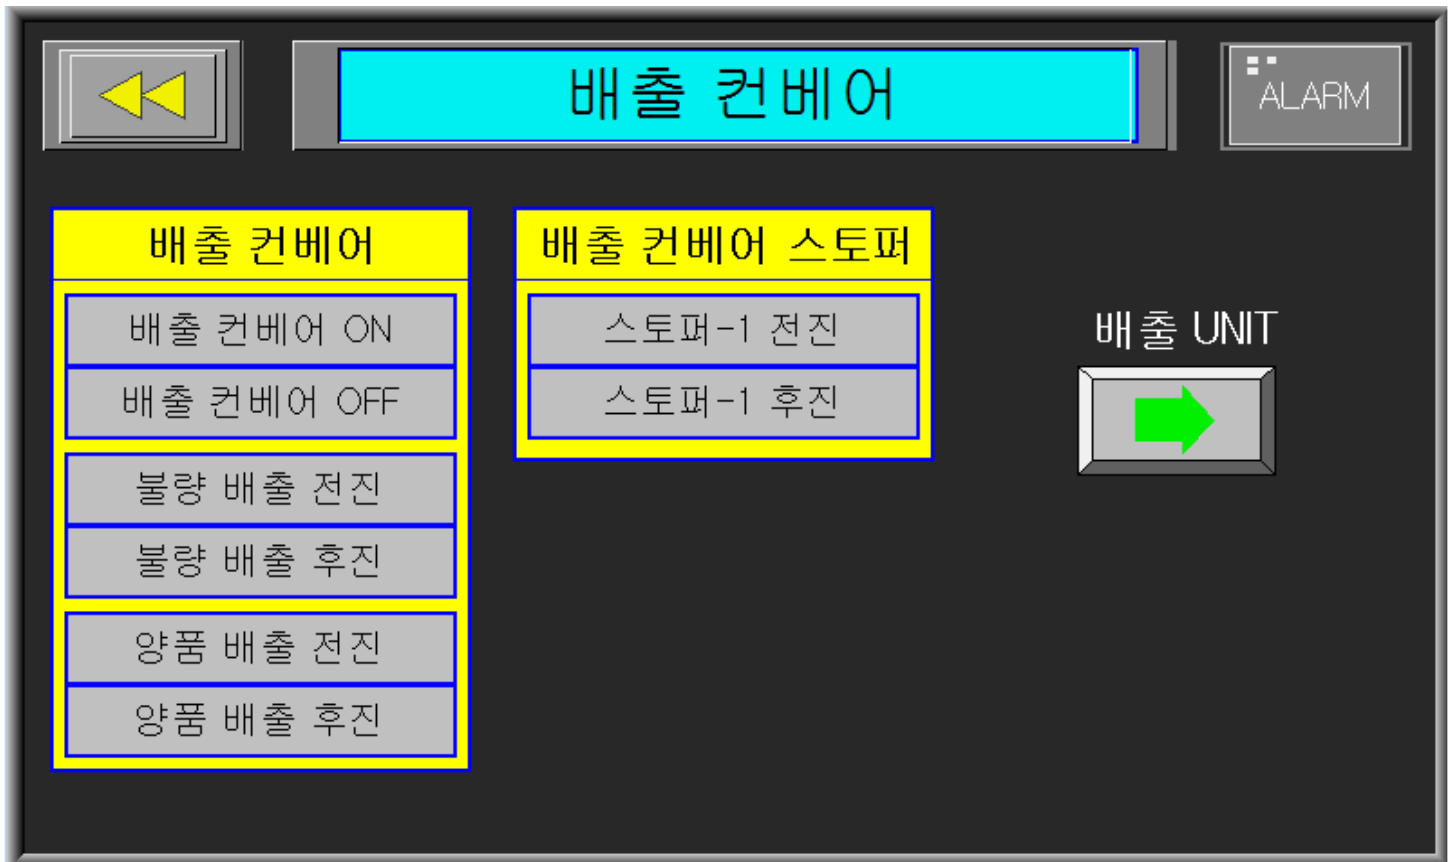 배출 컨베어
ALARM
배출 컨베어
배출 컨베어 ON
배출 컨베어 OFF
불량 배출 전진
불량 배출 후진
양품 배출 전진
양품 배출 후진
배출 컨베어 스토퍼
스토퍼-1 전진
스토퍼-1 후진
배출 UNIT